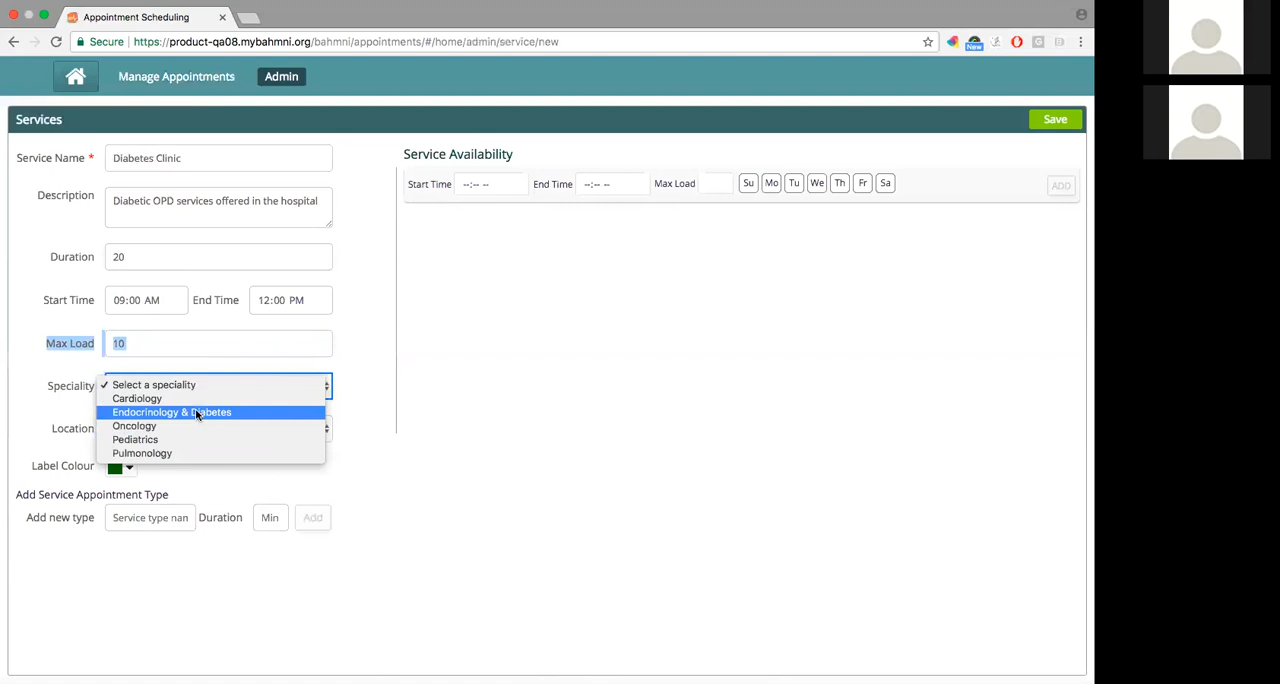 Appointment Scheduling
Secure https://product-qa08.mybahmni.org/bahmni/appointments/#/home/admin/service/new
New
Manage Appointments Admin
Services Save
Service Name * Diabetes Clinic
Description Diabetic OPD services offered in the hospital
Duration 20
Start Time 09:00 AM End Time 12:00 PM
Max Load 10
Speciality ✓ Select a speciality
Cardiology
Endocrinology & Diabetes
Oncology
Pediatrics
Pulmonology
Location
Label Colour
Add Service Appointment Type
Add new type Service type nan Duration Min Add
Service Availability
Start Time --:-- -- End Time --:-- -- Max Load Su Mo Tu We Th Fr Sa ADD